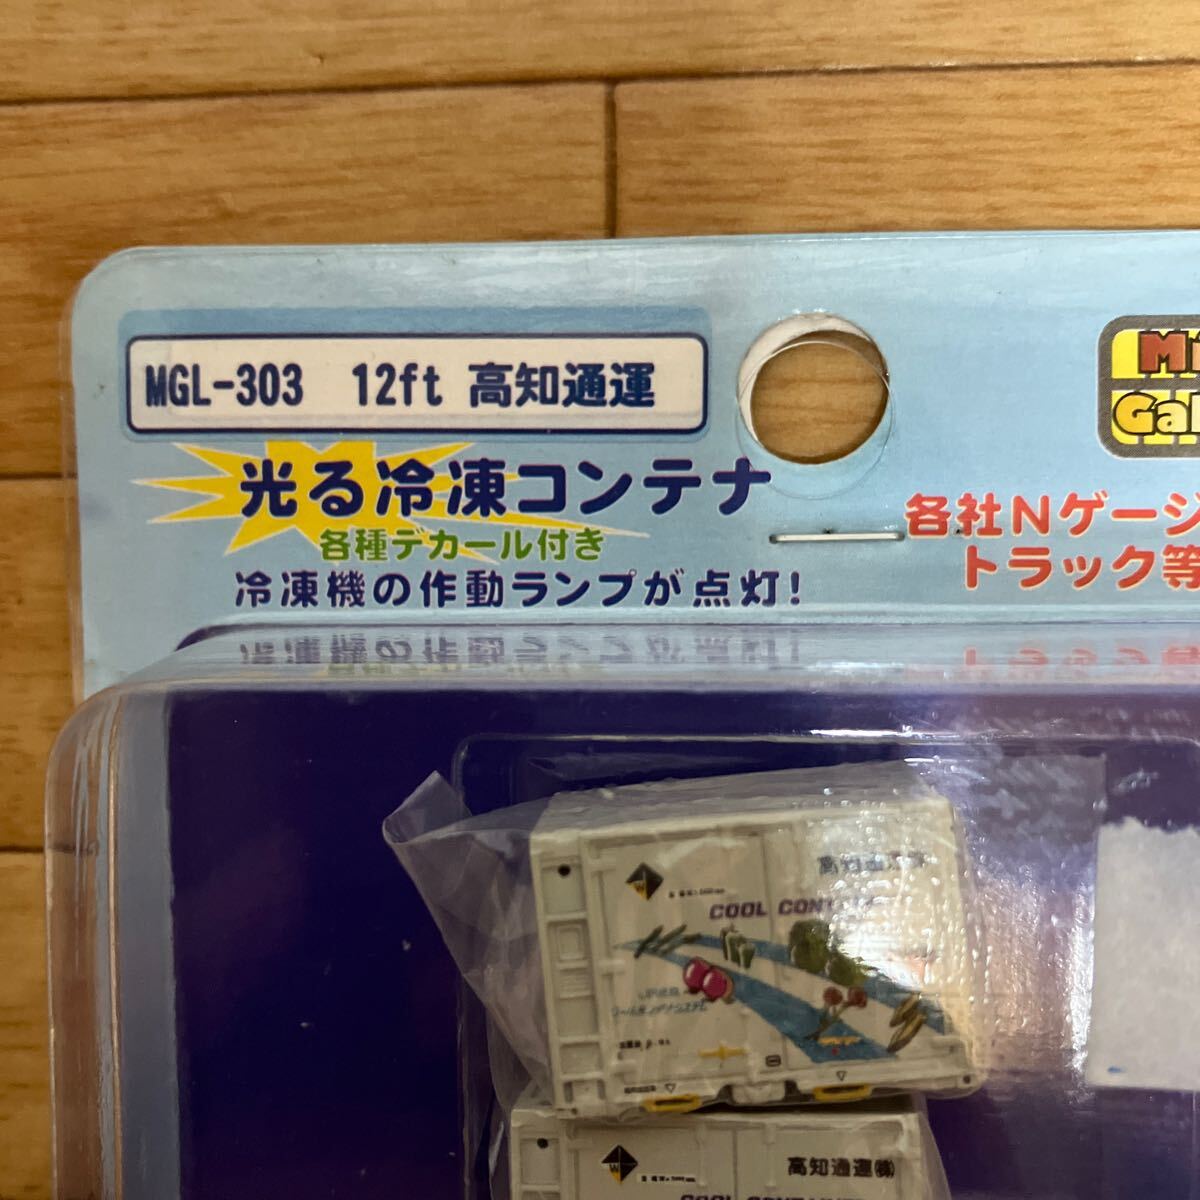 MGL-303 12ft 高知通運
光る冷凍コンテナ
各種デカール付き
冷凍機の作動ランプが点灯!
各社Nゲージ
トラック等
COOL
高知通運㈱